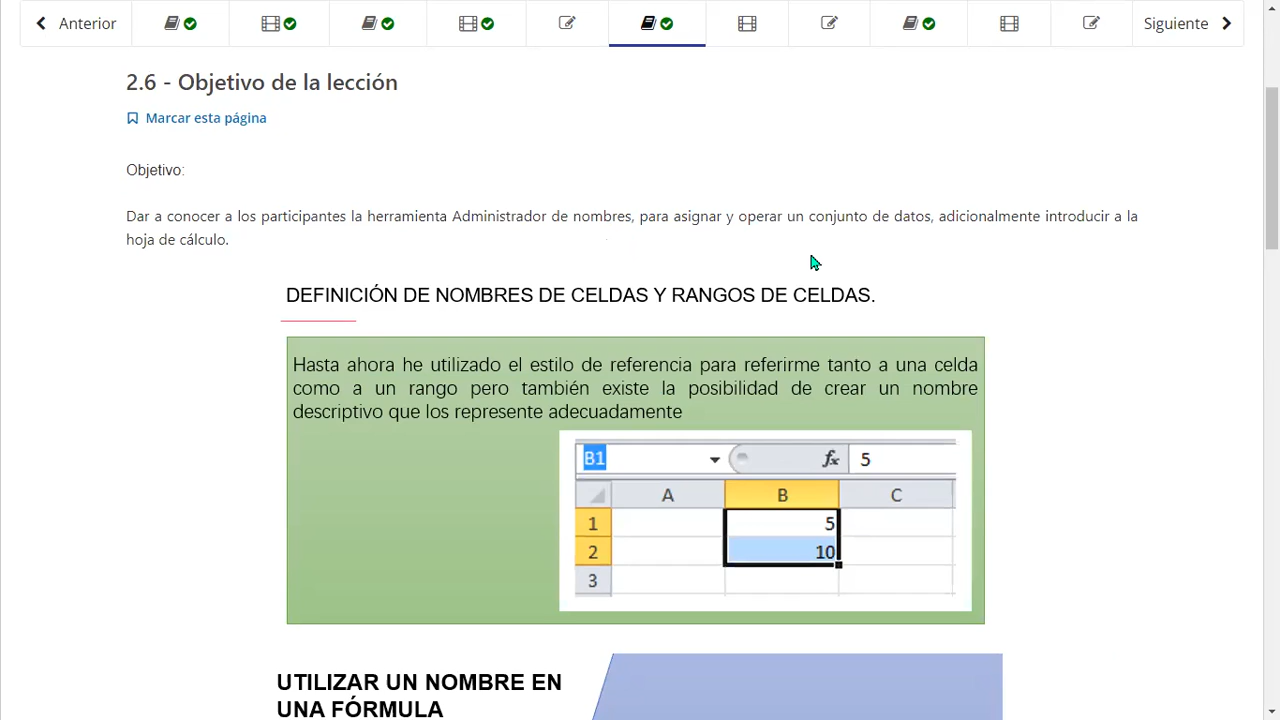 Anterior
Siguiente
2.6 - Objetivo de la lección
Marcar esta página
Objetivo:
Dar a conocer a los participantes la herramienta Administrador de nombres, para asignar y operar un conjunto de datos, adicionalmente introducir a la
hoja de cálculo.
DEFINICIÓN DE NOMBRES DE CELDAS Y RANGOS DE CELDAS.
Hasta ahora he utilizado el estilo de referencia para referirme tanto a una celda
como a un rango pero también existe la posibilidad de crear un nombre
descriptivo que los represente adecuadamente
B1 fx 5
A B C
1 5
2 10
3
UTILIZAR UN NOMBRE EN
UNA FÓRMULA